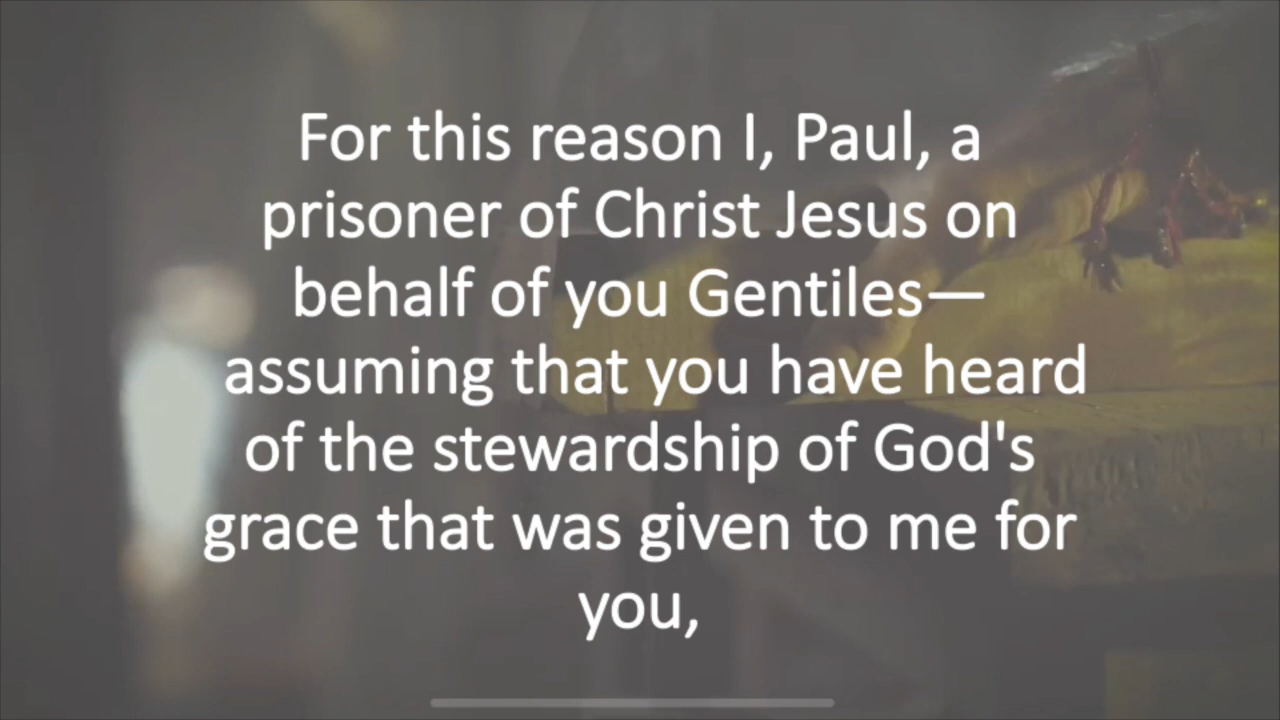 For this reason I, Paul, a
prisoner of Christ Jesus on
behalf of you Gentiles—
assuming that you have heard
of the stewardship of God's
grace that was given to me for
you,